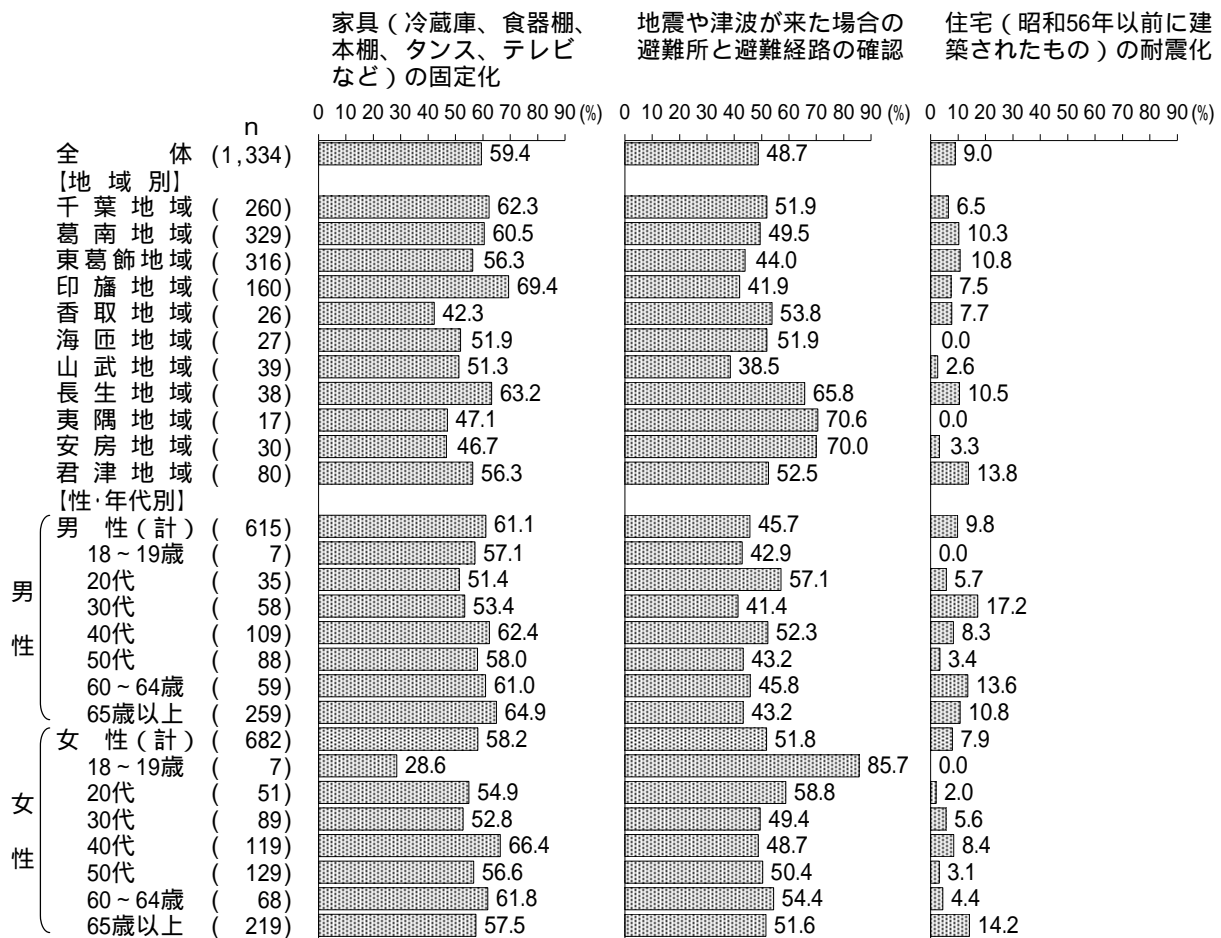 家具（冷蔵庫、食器棚、
本棚、タンス、テレビ
など）の固定化
地震や津波が来た場合の
避難所と避難経路の確認
住宅（昭和56年以前に建
築されたもの）の耐震化
n
0 10 20 30 40 50 60 70 80 90 (%)
0 10 20 30 40 50 60 70 80 90 (%)
0 10 20 30 40 50 60 70 80 90 (%)
全体 (1,334) 59.4 48.7 9.0
【地域別】
千葉地域 ( 260) 62.3 51.9 6.5
葛南地域 ( 329) 60.5 49.5 10.3
東葛飾地域 ( 316) 56.3 44.0 10.8
印旛地域 ( 160) 69.4 41.9 7.5
香取地域 ( 26) 42.3 53.8 7.7
海匝地域 ( 27) 51.9 51.9 0.0
山武地域 ( 39) 51.3 38.5 2.6
長生地域 ( 38) 63.2 65.8 10.5
夷隅地域 ( 17) 47.1 70.6 0.0
安房地域 ( 30) 46.7 70.0 3.3
君津地域 ( 80) 56.3 52.5 13.8
【性・年代別】
男性
男性（計） ( 615) 61.1 45.7 9.8
18～19歳 ( 7) 57.1 42.9 0.0
20代 ( 35) 51.4 57.1 5.7
30代 ( 58) 53.4 41.4 17.2
40代 ( 109) 62.4 52.3 8.3
50代 ( 88) 58.0 43.2 3.4
60～64歳 ( 59) 61.0 45.8 13.6
65歳以上 ( 259) 64.9 43.2 10.8
女性
女性（計） ( 682) 58.2 51.8 7.9
18～19歳 ( 7) 28.6 85.7 0.0
20代 ( 51) 54.9 58.8 2.0
30代 ( 89) 52.8 49.4 5.6
40代 ( 119) 66.4 48.7 8.4
50代 ( 129) 56.6 50.4 3.1
60～64歳 ( 68) 61.8 54.4 4.4
65歳以上 ( 219) 57.5 51.6 14.2